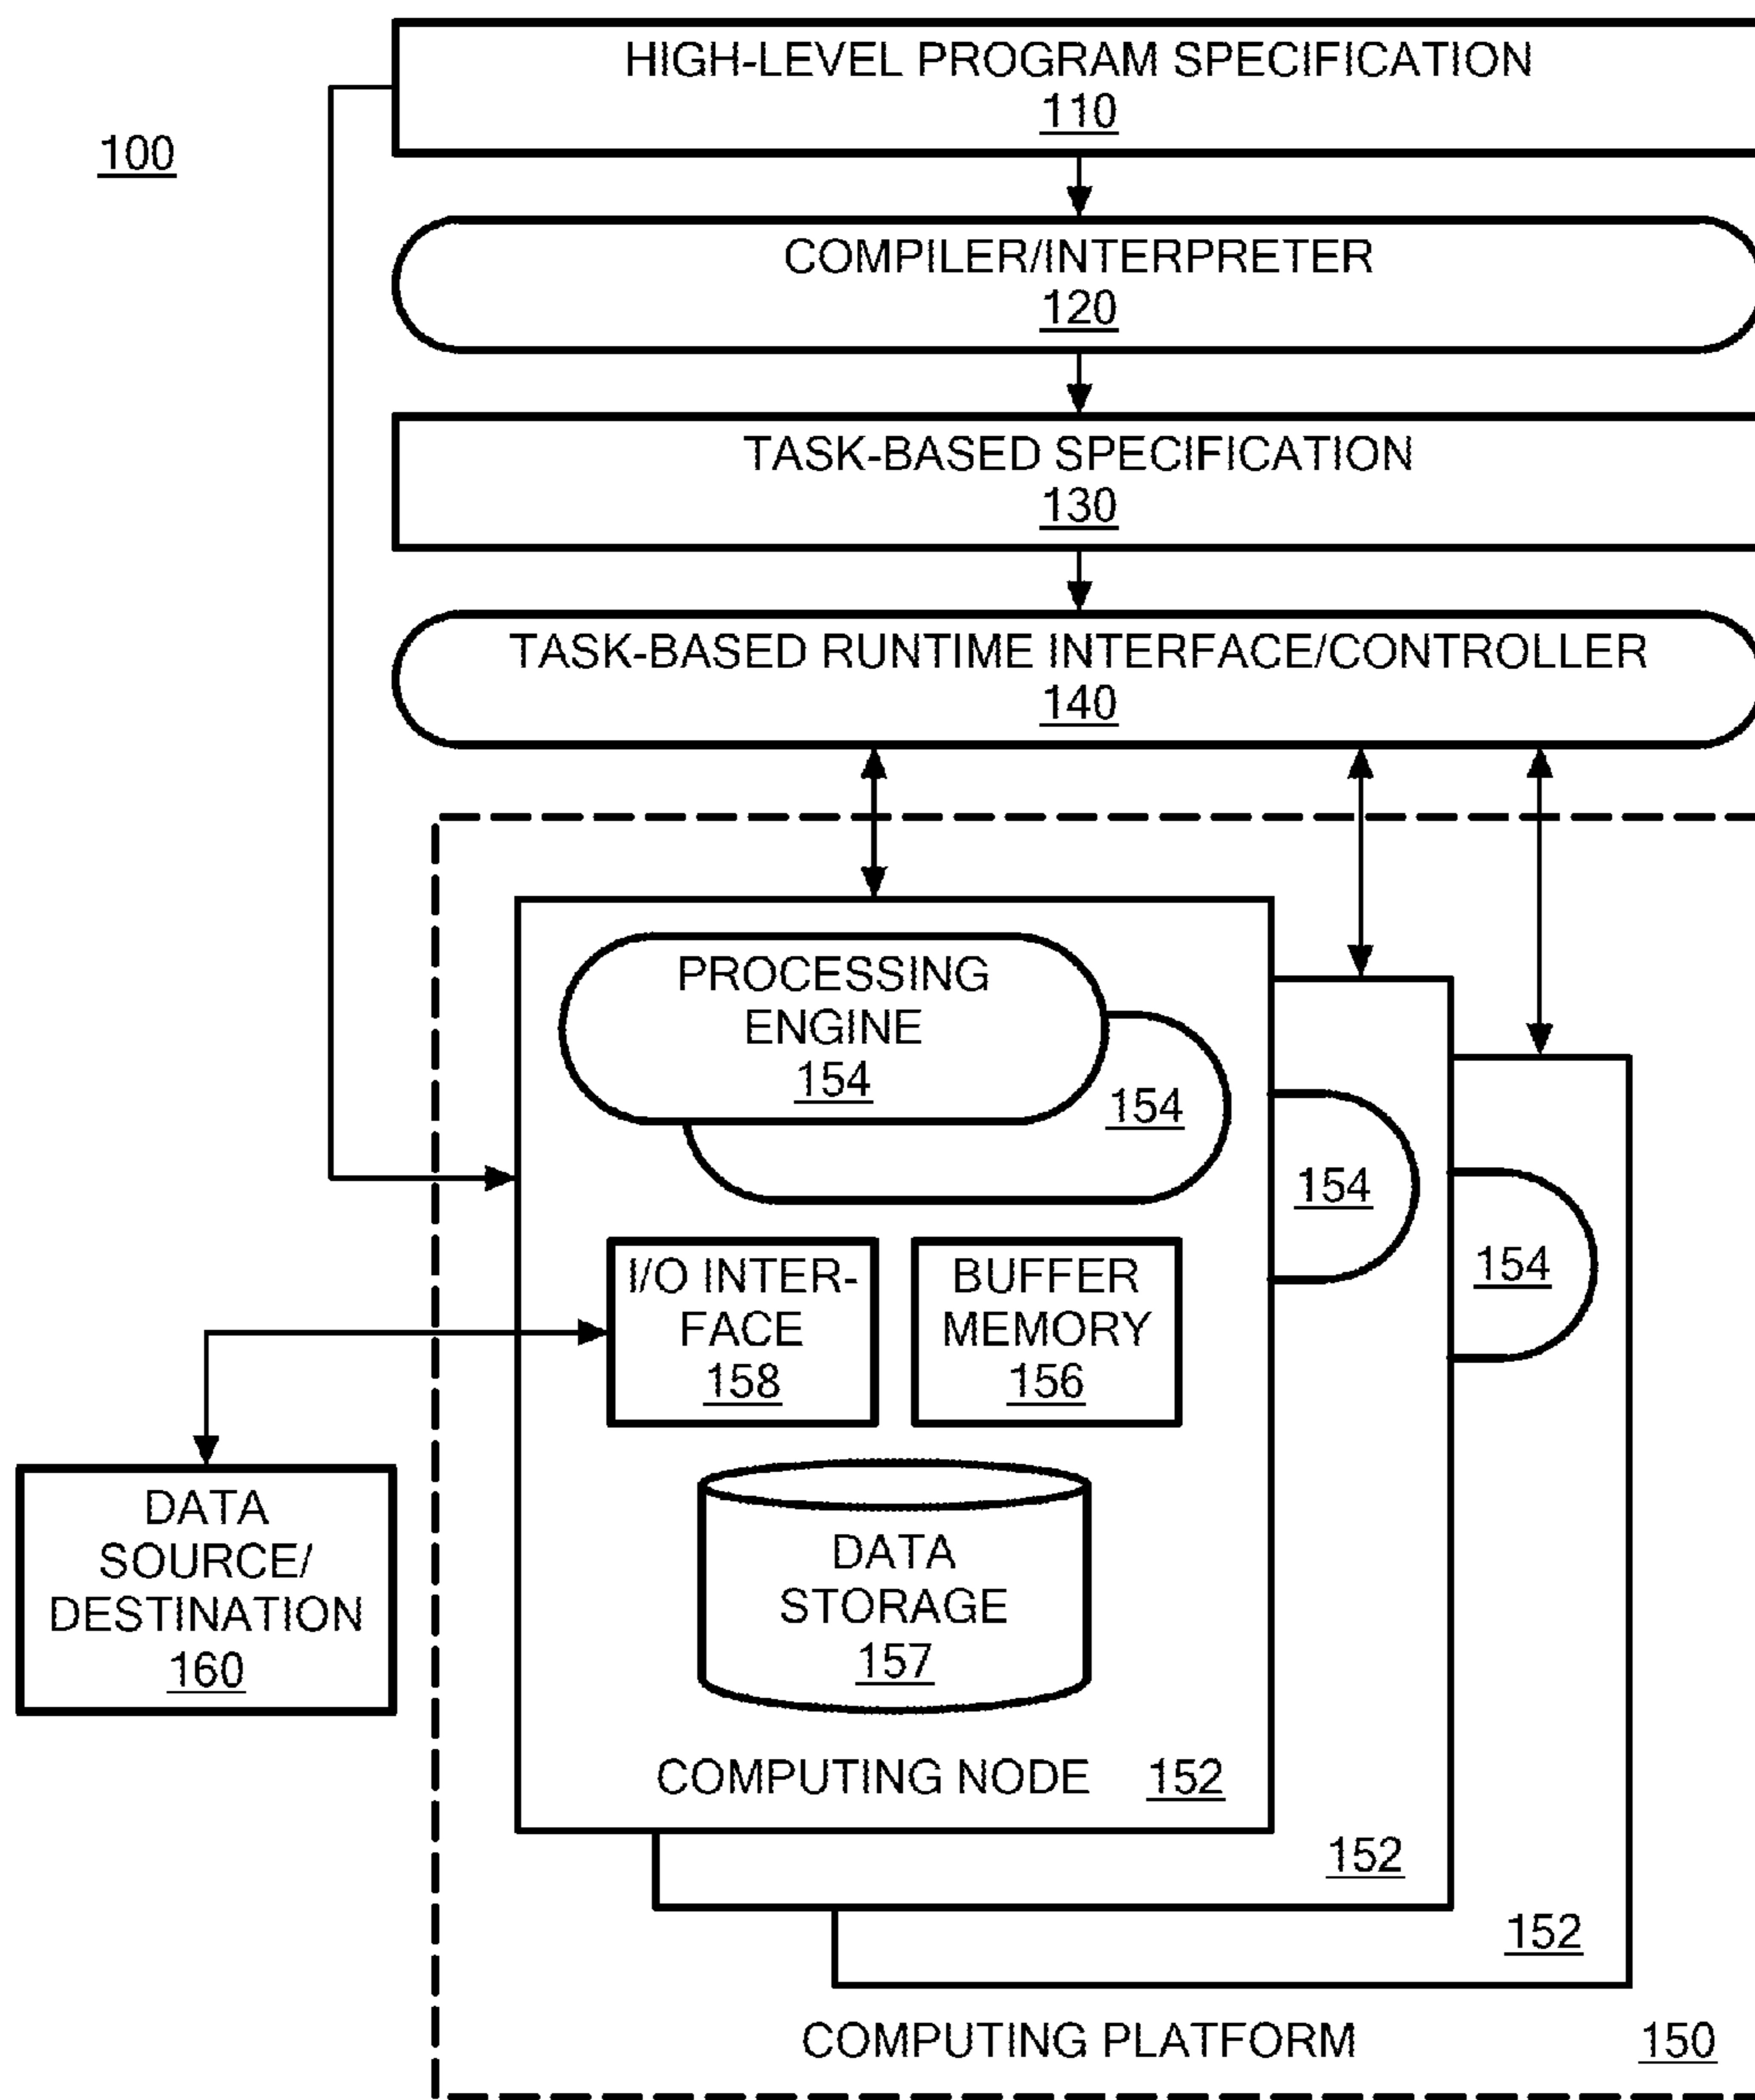 HIGH-LEVEL PROGRAM SPECIFICATION
110
100
COMPILER/INTERPRETER
120
TASK-BASED SPECIFICATION
130
TASK-BASED RUNTIME INTERFACE/CONTROLLER
140
PROCESSING
ENGINE
154
154
154
154
I/O INTER-
FACE
158
BUFFER
MEMORY
156
DATA
SOURCE/
DESTINATION
160
DATA
STORAGE
157
COMPUTING NODE 152
152
152
COMPUTING PLATFORM 150